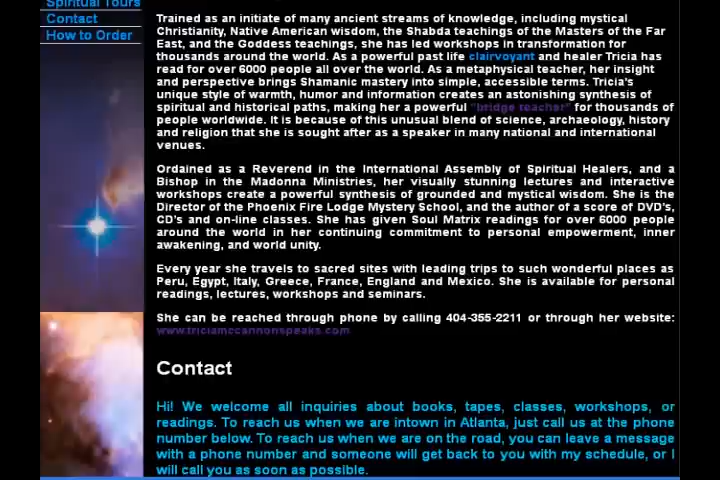 Spiritual Tours
Contact
How to Order
Trained as an initiate of many ancient streams of knowledge, including mystical
Christianity, Native American wisdom, the Shabda teachings of the Masters of the Far
East, and the Goddess teachings, she has led workshops in transformation for
thousands around the world. As a powerful past life clairvoyant and healer Tricia has
read for over 6000 people all over the world. As a metaphysical teacher, her insight
and perspective brings Shamanic mastery into simple, accessible terms. Tricia's
unique style of warmth, humor and information creates an astonishing synthesis of
spiritual and historical paths, making her a powerful "bridge teacher" for thousands of
people worldwide. It is because of this unusual blend of science, archaeology, history
and religion that she is sought after as a speaker in many national and international
venues.
Ordained as a Reverend in the International Assembly of Spiritual Healers, and a
Bishop in the Madonna Ministries, her visually stunning lectures and interactive
workshops create a powerful synthesis of grounded and mystical wisdom. She is the
Director of the Phoenix Fire Lodge Mystery School, and the author of a score of DVD's,
CD's and on-line classes. She has given Soul Matrix readings for over 6000 people
around the world in her continuing commitment to personal empowerment, inner
awakening, and world unity.
Every year she travels to sacred sites with leading trips to such wonderful places as
Peru, Egypt, Italy, Greece, France, England and Mexico. She is available for personal
readings, lectures, workshops and seminars.
She can be reached through phone by calling 404-355-2211 or through her website:
www.triciamccannonspeaks.com
Contact
Hi! We welcome all inquiries about books, tapes, classes, workshops, or
readings. To reach us when we are intown in Atlanta, just call us at the phone
number below. To reach us when we are on the road, you can leave a message
with a phone number and someone will get back to you with my schedule, or I
will call you as soon as possible.